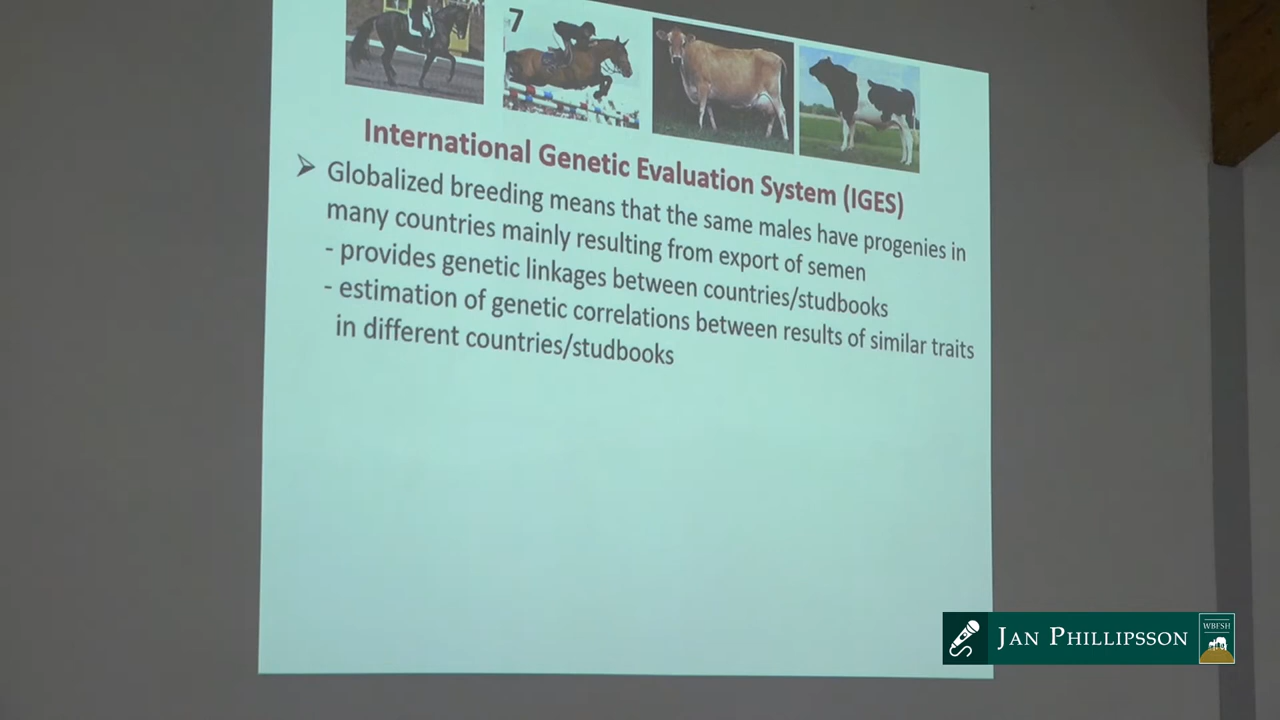 7
International Genetic Evaluation System (IGES)
➢ Globalized breeding means that the same males have progenies in
many countries mainly resulting from export of semen
- provides genetic linkages between countries/studbooks
- estimation of genetic correlations between results of similar traits
in different countries/studbooks
JAN PHILLIPSSON
WBFSH